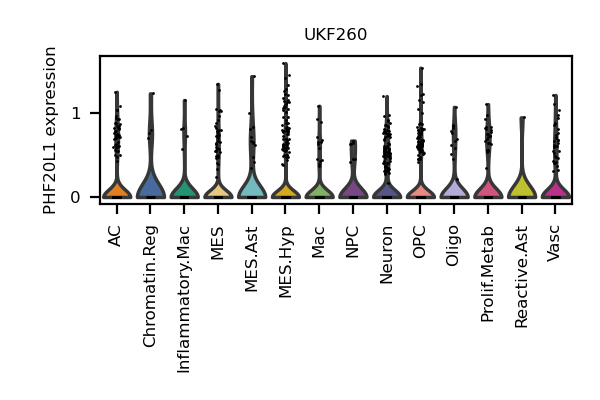 UKF260
PHF20L1 expression
1
0
AC
Chromatin.Reg
Inflammatory.Mac
MES
MES.Ast
MES.Hyp
Mac
NPC
Neuron
OPC
Oligo
Prolif.Metab
Reactive.Ast
Vasc